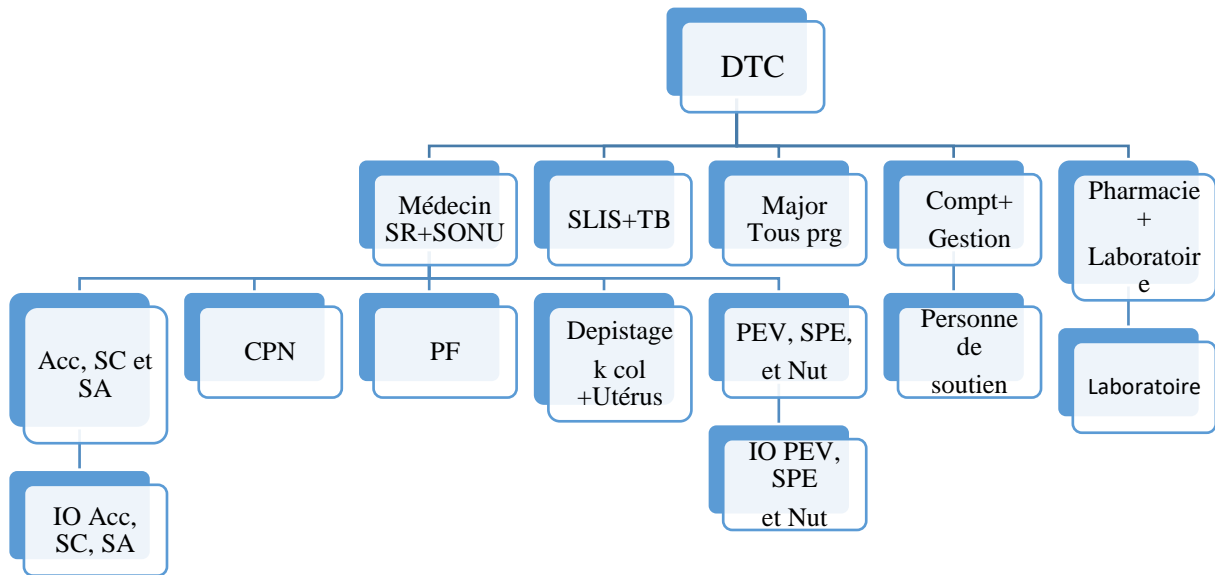 DTC
Médecin
SR+SONU
SLIS+TB
Major
Tous prg
Compt+
Gestion
Pharmacie
+
Laboratoir
e
Acc, SC et
SA
CPN
PF
Depistage
k col
+Utérus
PEV, SPE,
et Nut
Personne
de
soutien
Laboratoire
IO Acc,
SC, SA
IO PEV,
SPE
et Nut